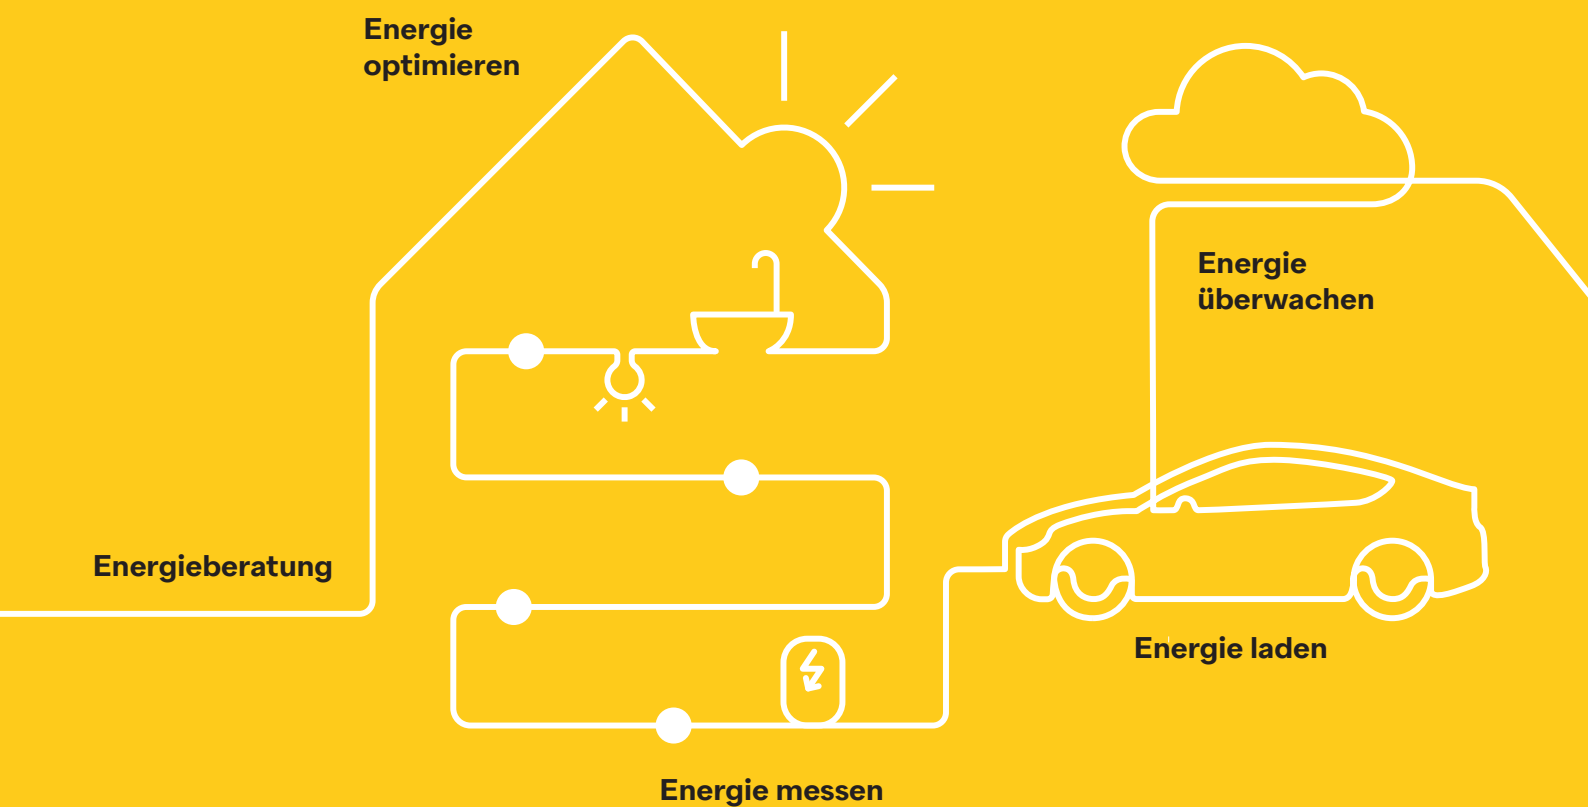 Energie
optimieren
Energie
überwachen
Energieberatung
Energie laden
Energie messen